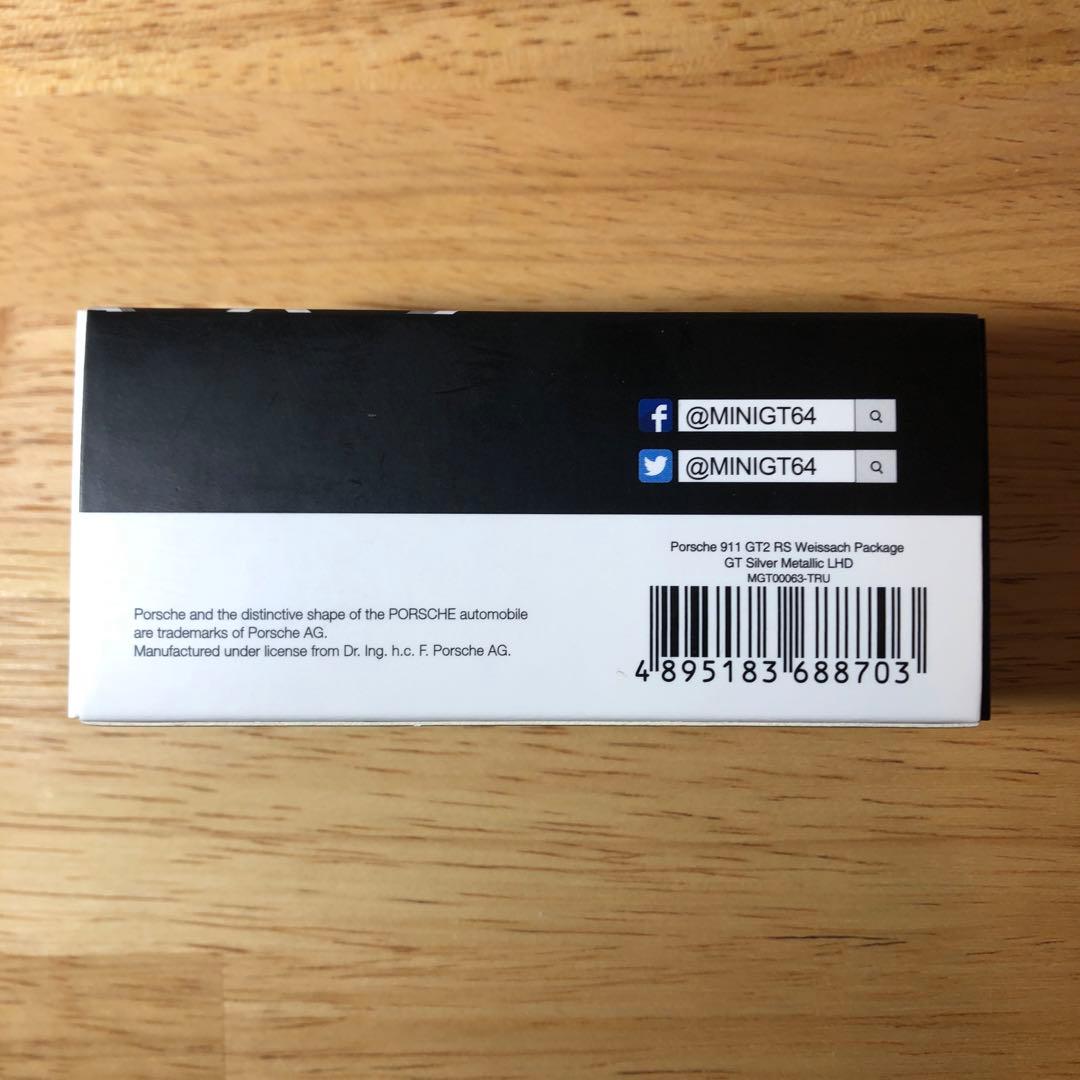 @MINIGT64
@MINIGT64
Porsche 911 GT2 RS Weissach Package
GT Silver Metallic LHD
MGT00063-TRU
Porsche and the distinctive shape of the PORSCHE automobile
are trademarks of Porsche AG.
Manufactured under license from Dr. Ing. h.c. F. Porsche AG.
4 895183 688703